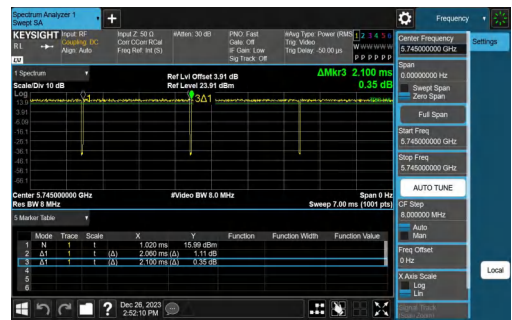 Spectrum Analyzer 1
Swept SA
Frequency
Settings
KEYSIGHT
Input: RF
Coupling: DC
Align: Auto
Input Z: 50 Ω
Corr CCorr RCal
Freq Ref: Int (S)
#Atten: 30 dB
PNO: Fast
Gate: Off
IF Gain: Low
Sig Track: Off
#Avg Type: Power (RMS
Trig: Video
Trig Delay: -50.00 µs
1 2 3 4 5 6
W W W W W W
P P P P P P
RL
LXI
1 Spectrum
Scale/Div 10 dB
Log
Ref Lvl Offset 3.91 dB
Ref Level 23.91 dBm
ΔMkr3 2.100 ms
0.35 dB
3Δ1
13.9
3.91
-6.09
-16.1
-26.1
-36.1
-46.1
-56.1
-66.1
Center 5.745000000 GHz
Res BW 8 MHz
#Video BW 8.0 MHz
Span 0 Hz
Sweep 7.00 ms (1001 pts)
5 Marker Table
Mode Trace Scale X Y Function Function Width Function Value
1 N 1 t 1.020 ms 15.99 dBm
2 Δ1 1 t (Δ) 2.060 ms (Δ) 1.11 dB
3 Δ1 1 t (Δ) 2.100 ms (Δ) 0.35 dB
4
5
6
Dec 26, 2023
2:52:10 PM
Center Frequency
5.745000000 GHz
Span
0.00000000 Hz
Swept Span
Zero Span
Full Span
Start Freq
5.745000000 GHz
Stop Freq
5.745000000 GHz
AUTO TUNE
CF Step
8.000000 MHz
Auto
Man
Freq Offset
0 Hz
X Axis Scale
Log
Lin
Signal Track
Local